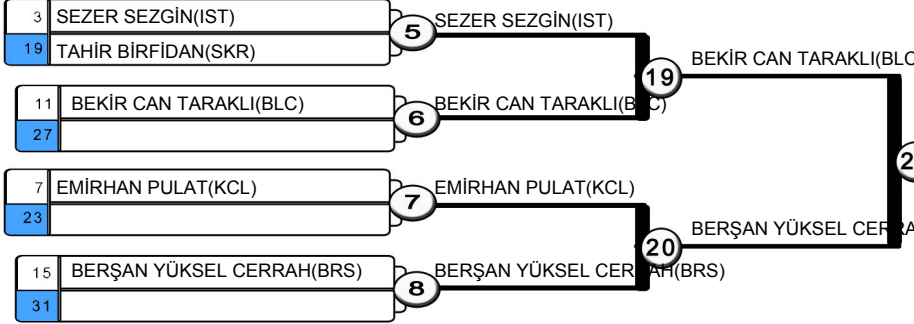 3 SEZER SEZGİN(IST)
19 TAHİR BİRFİDAN(SKR)
5 SEZER SEZGİN(IST)
11 BEKİR CAN TARAKLI(BLC)
27
6 BEKİR CAN TARAKLI(BLC)
19 BEKİR CAN TARAKLI(BLC
7 EMİRHAN PULAT(KCL)
23
7 EMİRHAN PULAT(KCL)
15 BERŞAN YÜKSEL CERRAH(BRS)
31
8 BERŞAN YÜKSEL CERRAH(BRS)
20 BERŞAN YÜKSEL CERRA
2